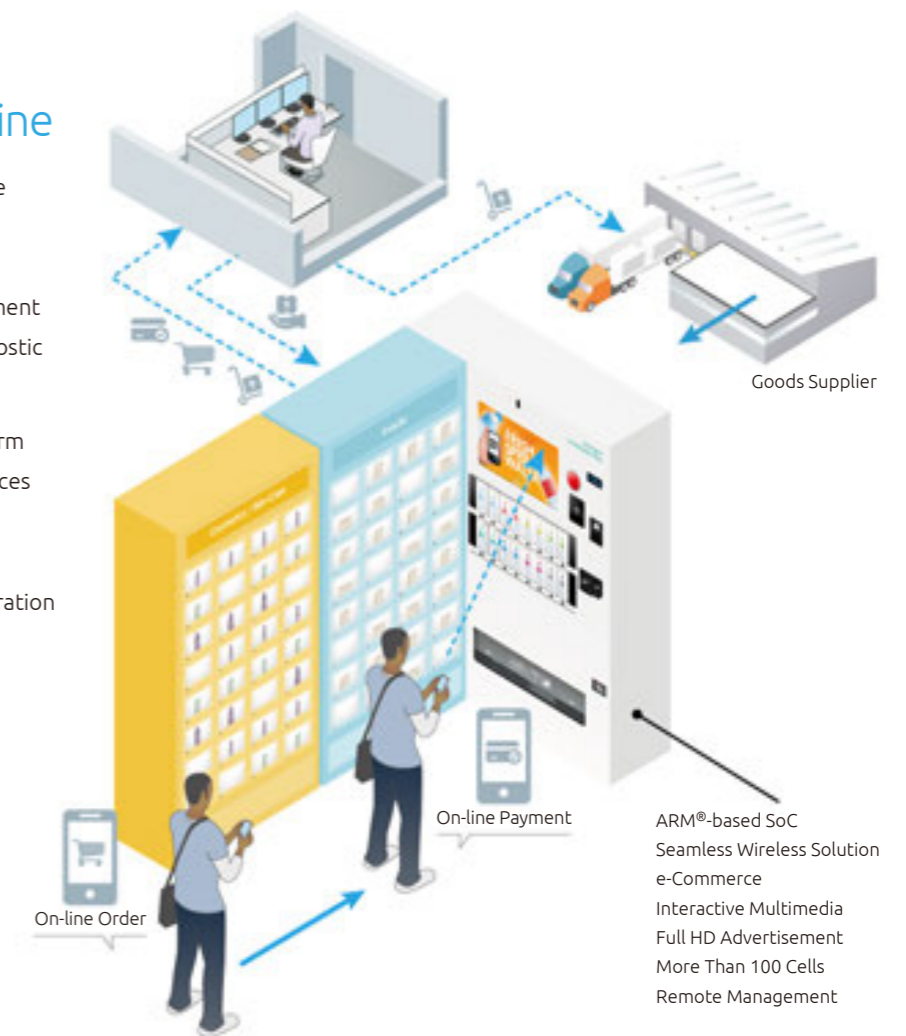 ine
e
nent
ostic
rm
ces
ration
Goods Supplier
On-line Payment
On-line Order
ARM®-based SoC
Seamless Wireless Solution
e-Commerce
Interactive Multimedia
Full HD Advertisement
More Than 100 Cells
Remote Management